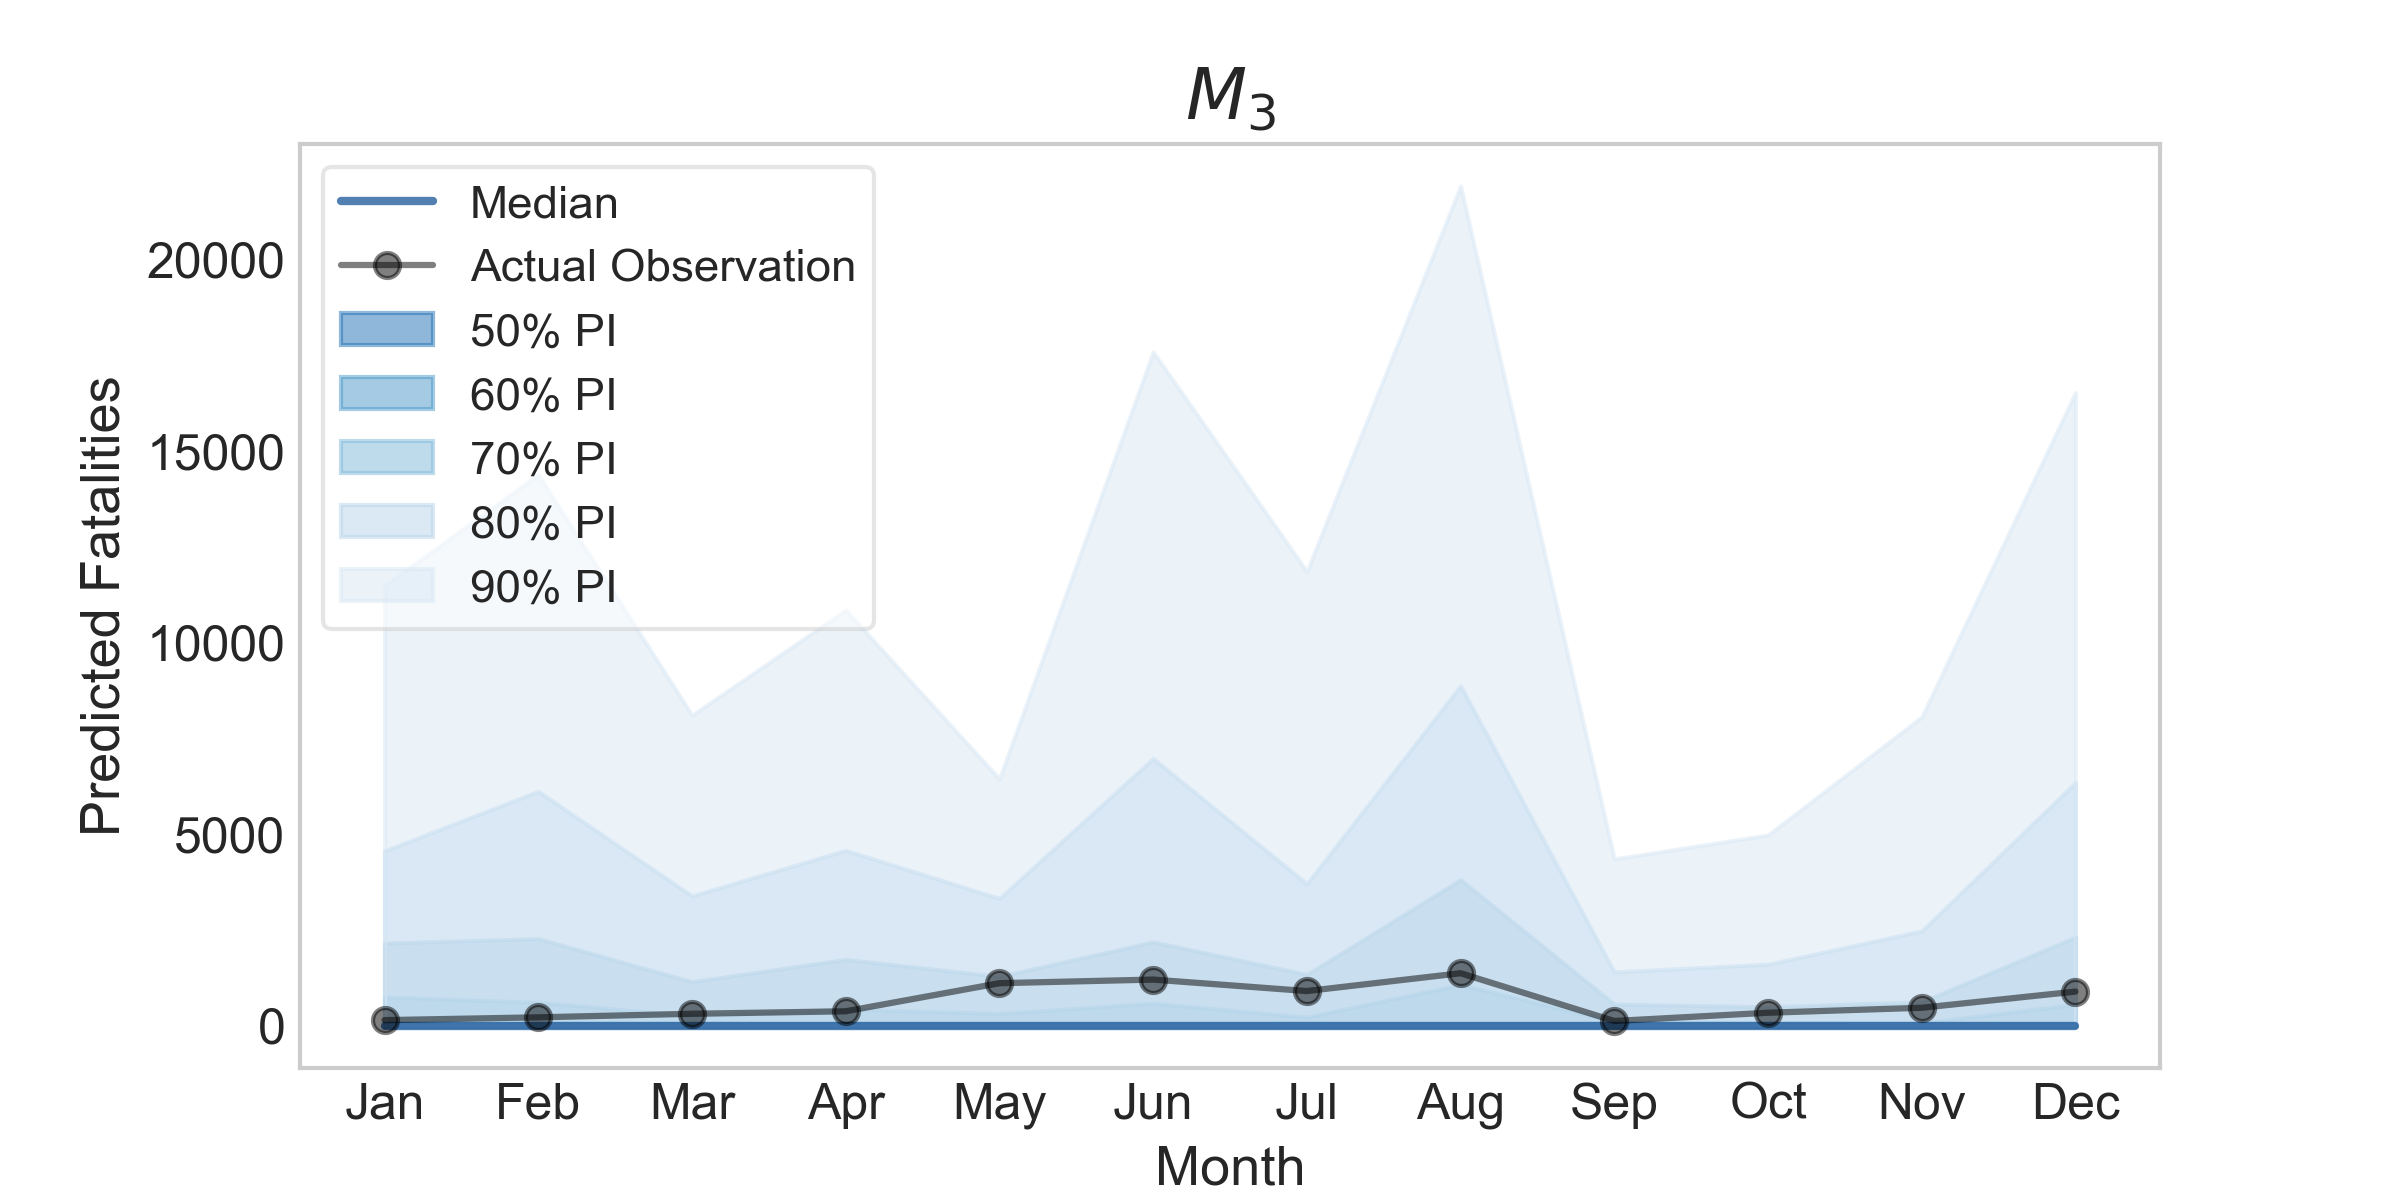 M3
Predicted Fatalities
20000
15000
10000
5000
0
Median
Actual Observation
50% PI
60% PI
70% PI
80% PI
90% PI
Jan Feb Mar Apr May Jun Jul Aug Sep Oct Nov Dec
Month